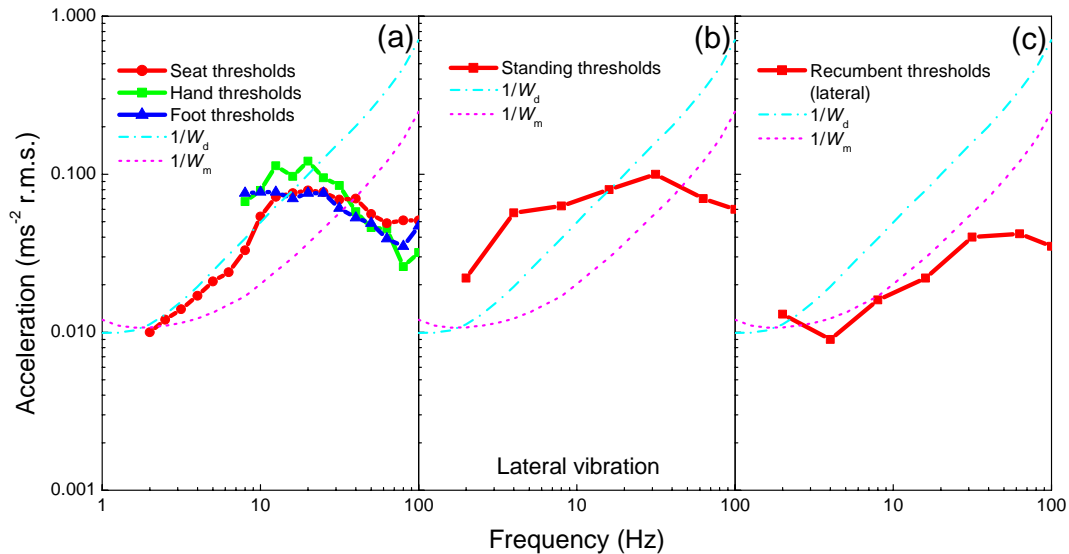 1.000
0.100
0.010
0.001
Acceleration (ms-2 r.m.s.)
(a)
Seat thresholds
Hand thresholds
Foot thresholds
1/Wd
1/Wm
(b)
Standing thresholds
1/Wd
1/Wm
Lateral vibration
(c)
Recumbent thresholds
(lateral)
1/Wd
1/Wm
1 10 100 10 100 10 100
Frequency (Hz)